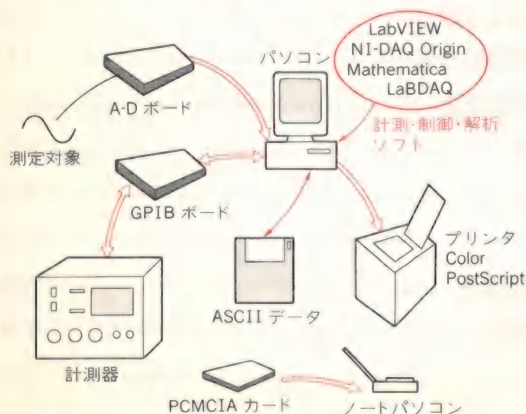 LabVIEW
NI-DAQ Origin
Mathematica
LaBDAQ
パソコン
A-D ボード
計測・制御・解析
ソフト
測定対象
GPIB ボード
プリンタ
Color
PostScript
ASCII データ
計測器
PCMCIA カード
ノートパソコン